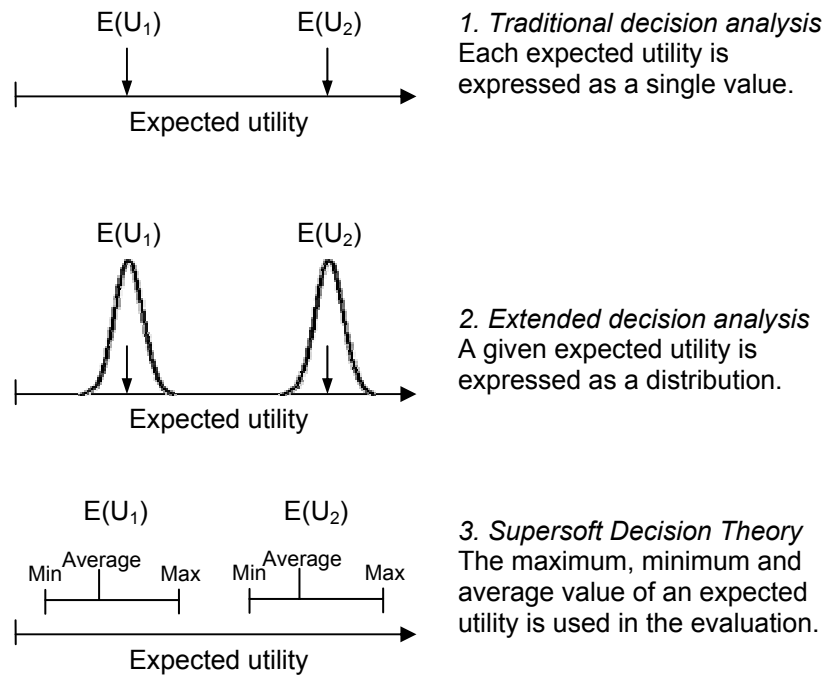 E(U₁) E(U₂)
Expected utility
1. Traditional decision analysis
Each expected utility is
expressed as a single value.
E(U₁) E(U₂)
Expected utility
2. Extended decision analysis
A given expected utility is
expressed as a distribution.
E(U₁) E(U₂)
Min Average Max Min Average Max
Expected utility
3. Supersoft Decision Theory
The maximum, minimum and
average value of an expected
utility is used in the evaluation.